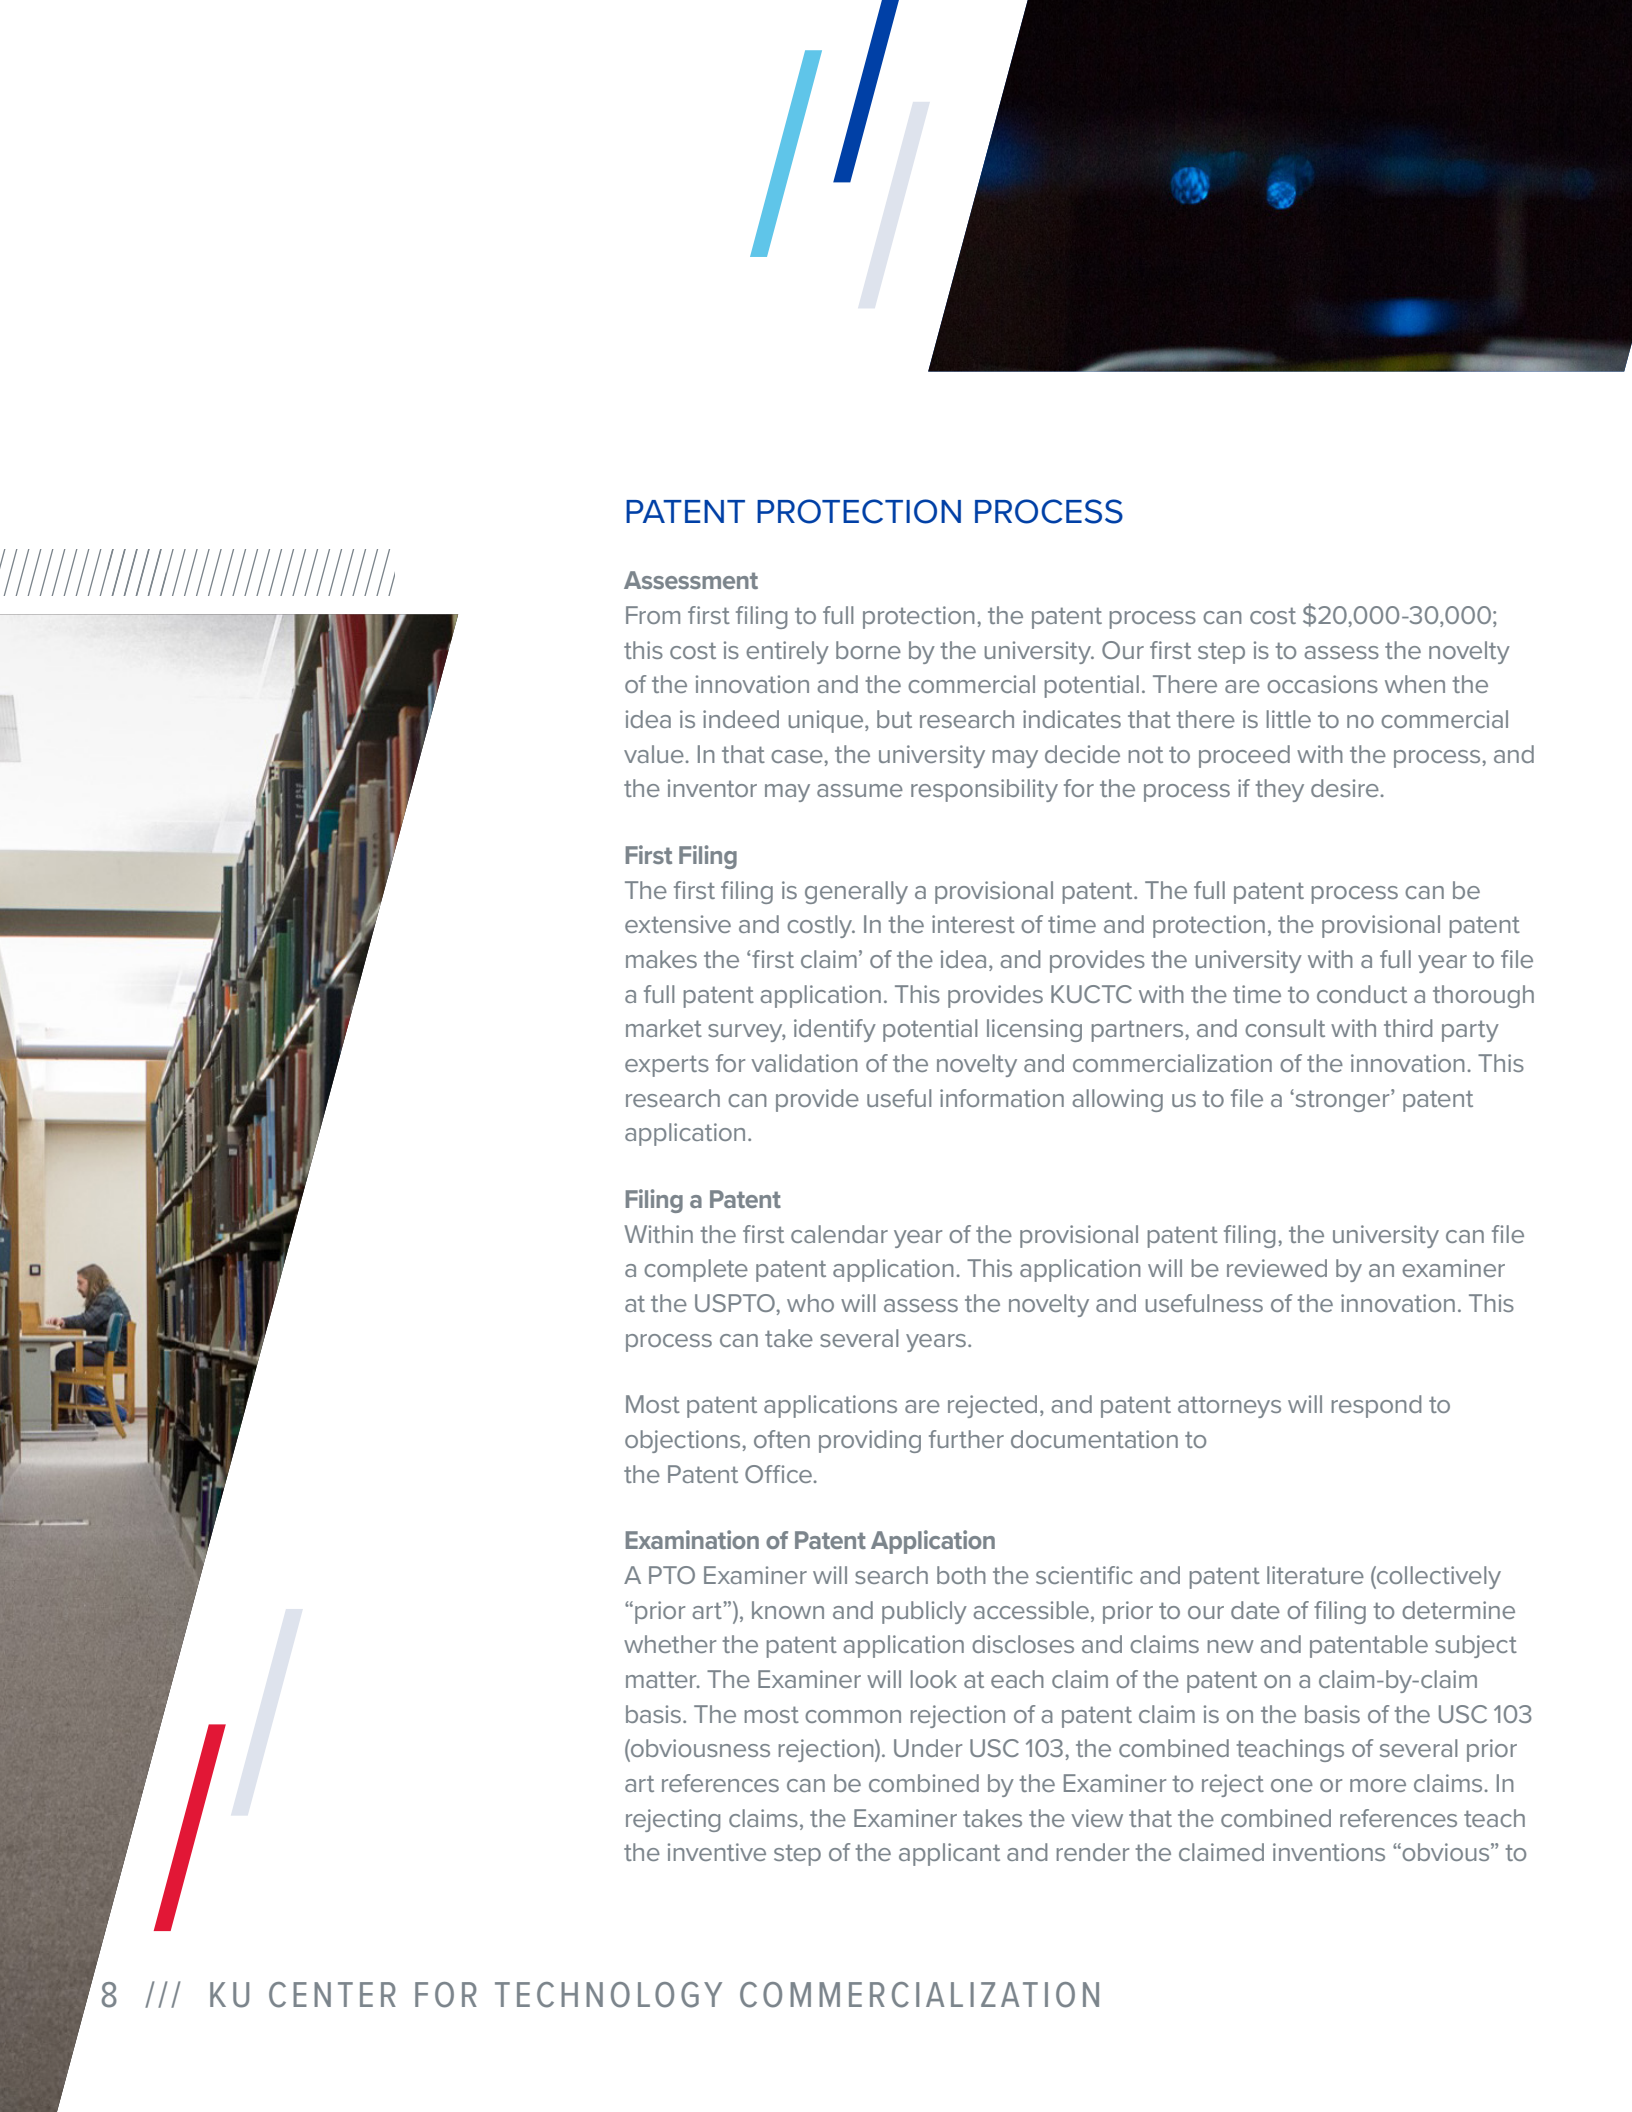 PATENT PROTECTION PROCESS
Assessment
From first filing to full protection, the patent process can cost $20,000-30,000;
this cost is entirely borne by the university. Our first step is to assess the novelty
of the innovation and the commercial potential. There are occasions when the
idea is indeed unique, but research indicates that there is little to no commercial
value. In that case, the university may decide not to proceed with the process, and
the inventor may assume responsibility for the process if they desire.
First Filing
The first filing is generally a provisional patent. The full patent process can be
extensive and costly. In the interest of time and protection, the provisional patent
makes the ‘first claim’ of the idea, and provides the university with a full year to file
a full patent application. This provides KUCTC with the time to conduct a thorough
market survey, identify potential licensing partners, and consult with third party
experts for validation of the novelty and commercialization of the innovation. This
research can provide useful information allowing us to file a ‘stronger’ patent
application.
Filing a Patent
Within the first calendar year of the provisional patent filing, the university can file
a complete patent application. This application will be reviewed by an examiner
at the USPTO, who will assess the novelty and usefulness of the innovation. This
process can take several years.
Most patent applications are rejected, and patent attorneys will respond to
objections, often providing further documentation to
the Patent Office.
Examination of Patent Application
A PTO Examiner will search both the scientific and patent literature (collectively
“prior art”), known and publicly accessible, prior to our date of filing to determine
whether the patent application discloses and claims new and patentable subject
matter. The Examiner will look at each claim of the patent on a claim-by-claim
basis. The most common rejection of a patent claim is on the basis of the USC 103
(obviousness rejection). Under USC 103, the combined teachings of several prior
art references can be combined by the Examiner to reject one or more claims. In
rejecting claims, the Examiner takes the view that the combined references teach
the inventive step of the applicant and render the claimed inventions “obvious” to
8 /// KU CENTER FOR TECHNOLOGY COMMERCIALIZATION